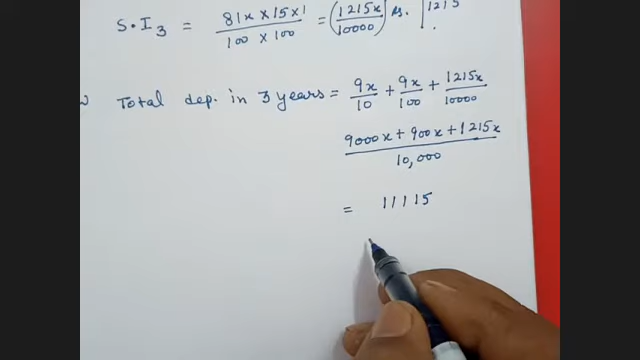 S.I3 = 81x × 15 × 1 / 100 × 100 = (1215x / 10000) Rs. | 1215
Total dep. in 3 years = 9x/10 + 9x/100 + 1215x/10000
9000x + 900x + 1215x / 10,000
= 11115